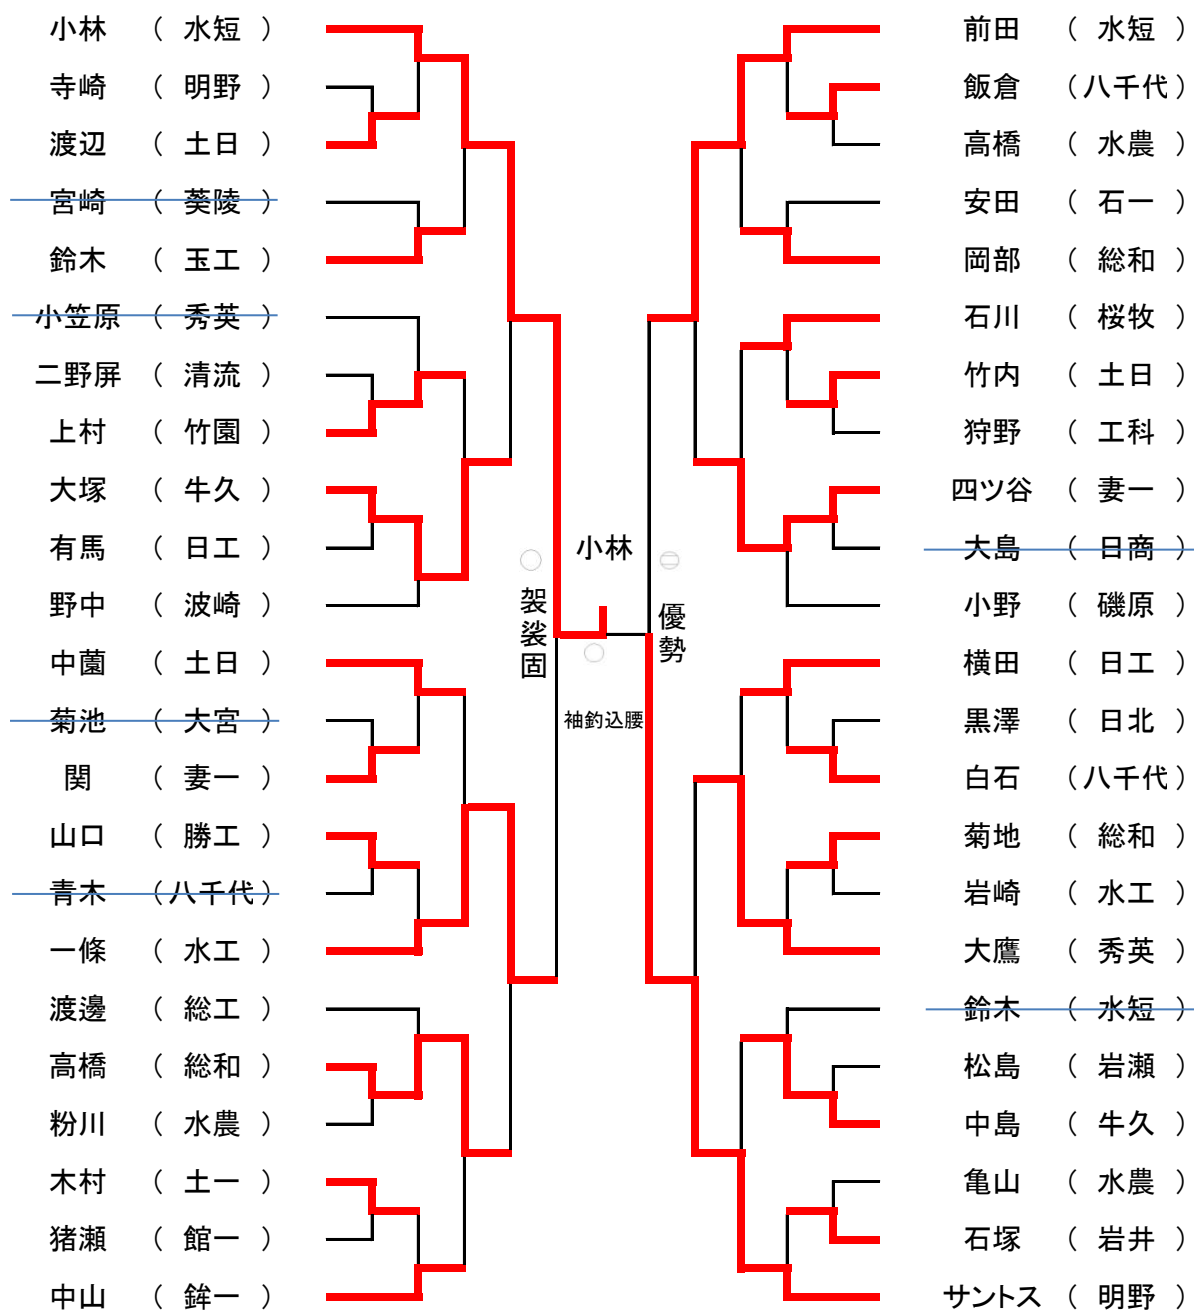 小林 （ 水短 ）
寺崎 （ 明野 ）
渡辺 （ 土日 ）
宮崎 （ 葵陵 ）
鈴木 （ 玉工 ）
小笠原 （ 秀英 ）
二野屏 （ 清流 ）
上村 （ 竹園 ）
大塚 （ 牛久 ）
有馬 （ 日工 ）
野中 （ 波崎 ）
中薗 （ 土日 ）
菊池 （ 大宮 ）
関 （ 妻一 ）
山口 （ 勝工 ）
青木 （八千代）
一條 （ 水工 ）
渡邊 （ 総工 ）
高橋 （ 総和 ）
粉川 （ 水農 ）
木村 （ 土一 ）
猪瀬 （ 館一 ）
中山 （ 鉾一 ）
小林
袈裟固
優勢
袖釣込腰
前田 （ 水短 ）
飯倉 （八千代）
高橋 （ 水農 ）
安田 （ 石一 ）
岡部 （ 総和 ）
石川 （ 桜牧 ）
竹内 （ 土日 ）
狩野 （ 工科 ）
四ツ谷 （ 妻一 ）
大島 （ 日商 ）
小野 （ 磯原 ）
横田 （ 日工 ）
黒澤 （ 日北 ）
白石 （八千代）
菊地 （ 総和 ）
岩崎 （ 水工 ）
大鷹 （ 秀英 ）
鈴木 （ 水短 ）
松島 （ 岩瀬 ）
中島 （ 牛久 ）
亀山 （ 水農 ）
石塚 （ 岩井 ）
サントス （ 明野 ）